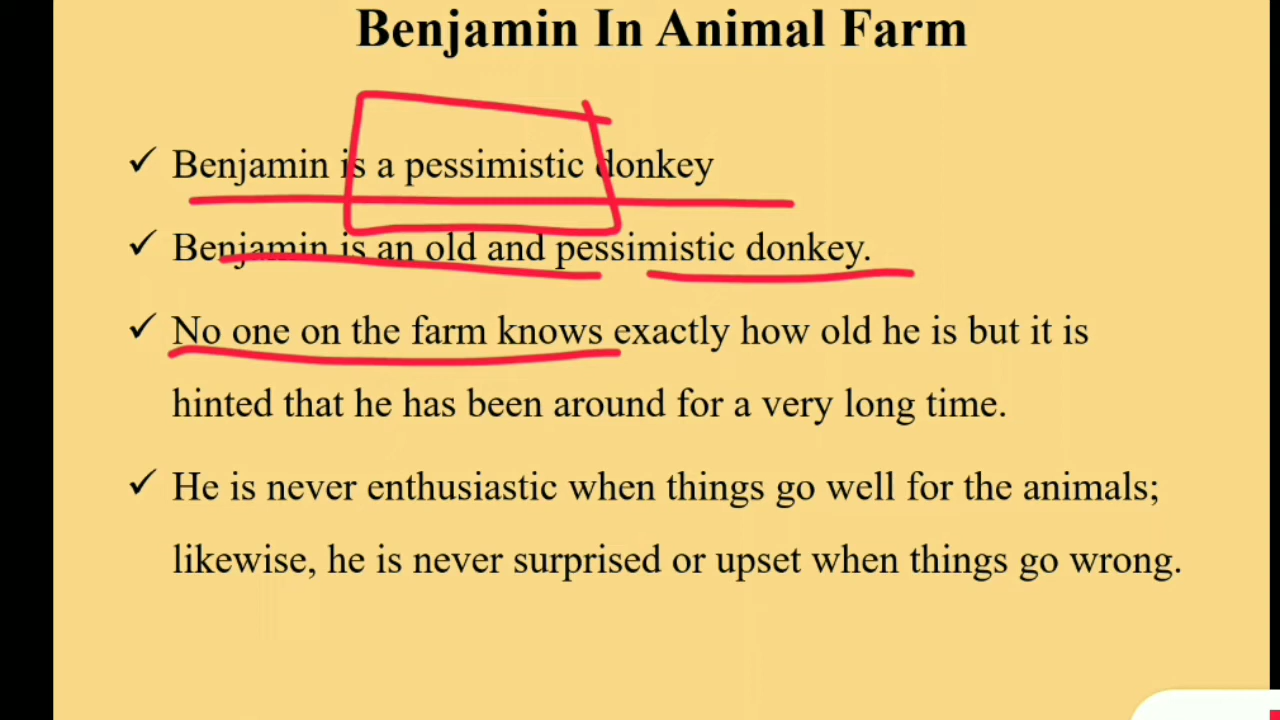 Benjamin In Animal Farm
✓ Benjamin is a pessimistic donkey
✓ Benjamin is an old and pessimistic donkey.
✓ No one on the farm knows exactly how old he is but it is
hinted that he has been around for a very long time.
✓ He is never enthusiastic when things go well for the animals;
likewise, he is never surprised or upset when things go wrong.